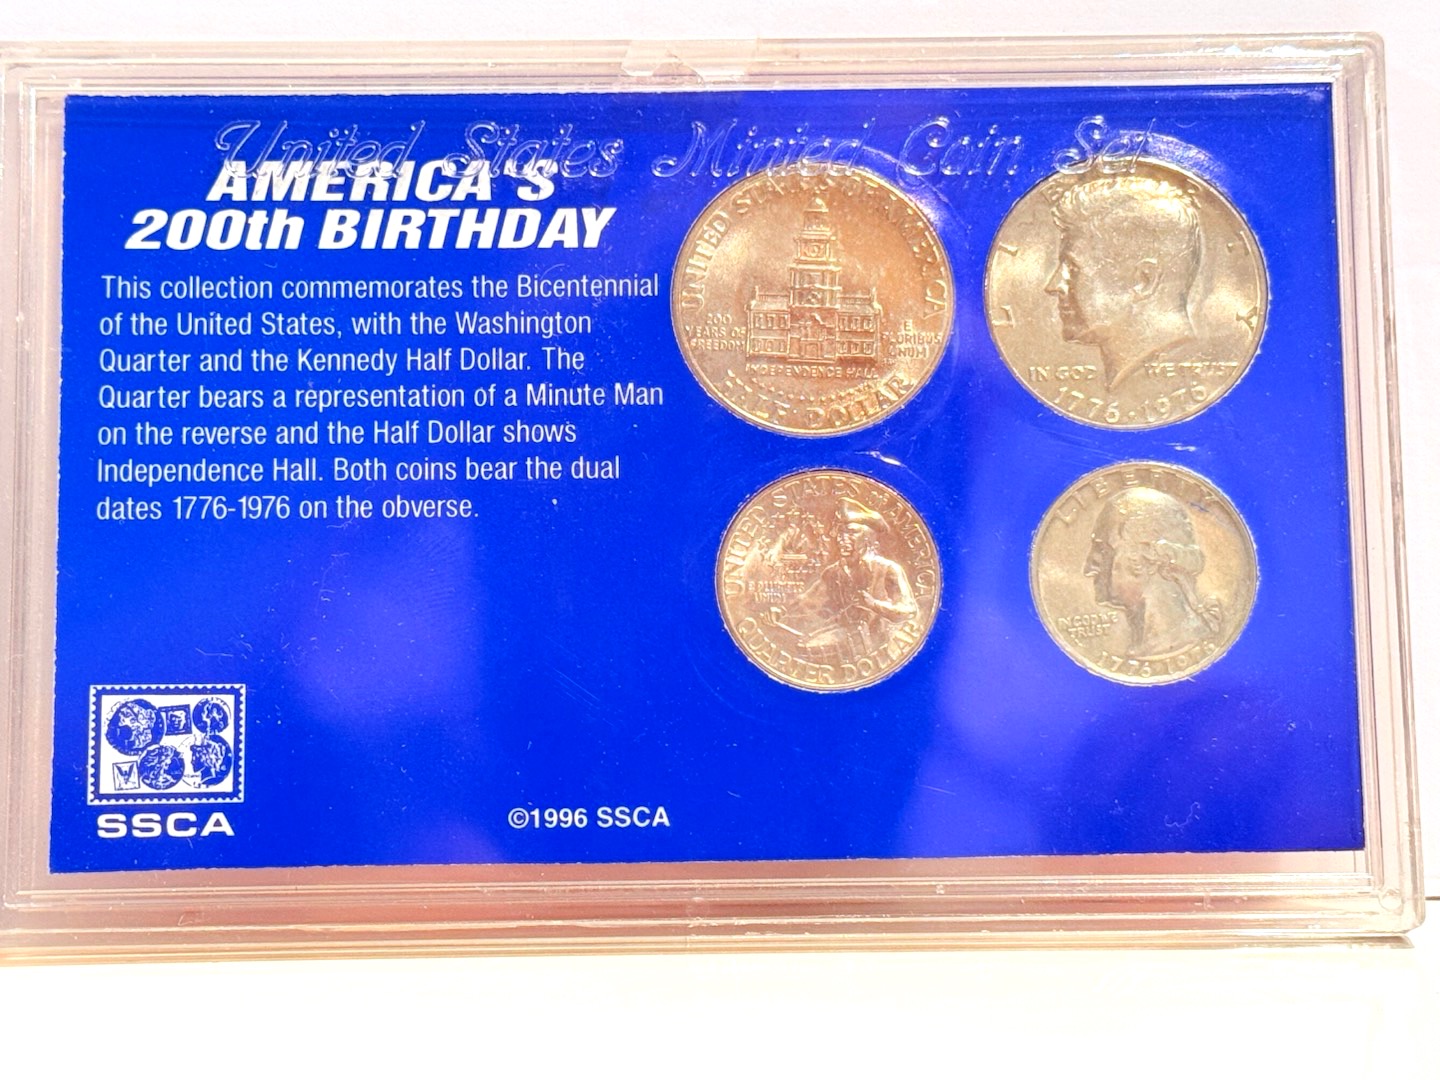 United States Minted Coin Set
AMERICA'S
200th BIRTHDAY
This collection commemorates the Bicentennial
of the United States, with the Washington
Quarter and the Kennedy Half Dollar. The
Quarter bears a representation of a Minute Man
on the reverse and the Half Dollar shows
Independence Hall. Both coins bear the dual
dates 1776-1976 on the obverse.
SSCA
©1996 SSCA
UNITED STATES OF AMERICA
200
YEARS OF
FREEDOM
E
PLURIBUS
UNUM
INDEPENDENCE HALL
HALF DOLLAR
LIBERTY
IN GOD WE TRUST
1776·1976
UNITED STATES OF AMERICA
E PLURIBUS
UNUM
QUARTER DOLLAR
LIBERTY
IN GOD WE
TRUST
1776-1976